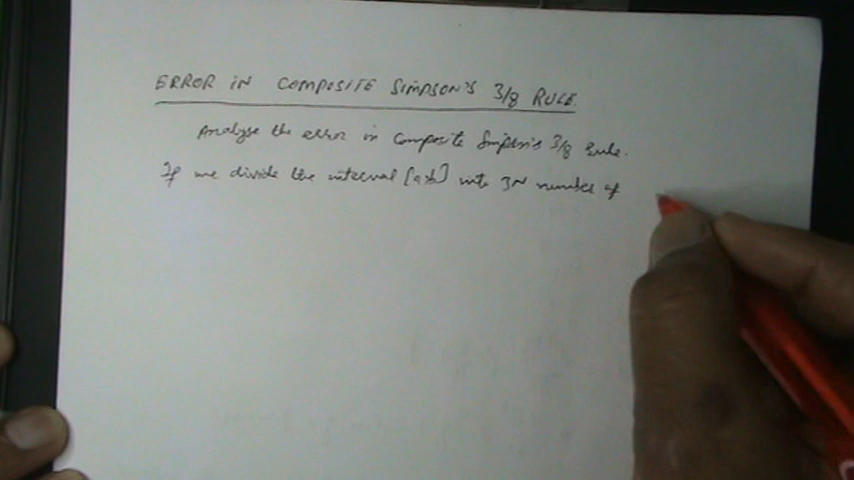 ERROR IN COMPOSITE SIMPSON'S 3/8 RULE.
Analyse the error in Composite Simpson's 3/8 rule.
If we divide the interval [a,b] into 3N number of